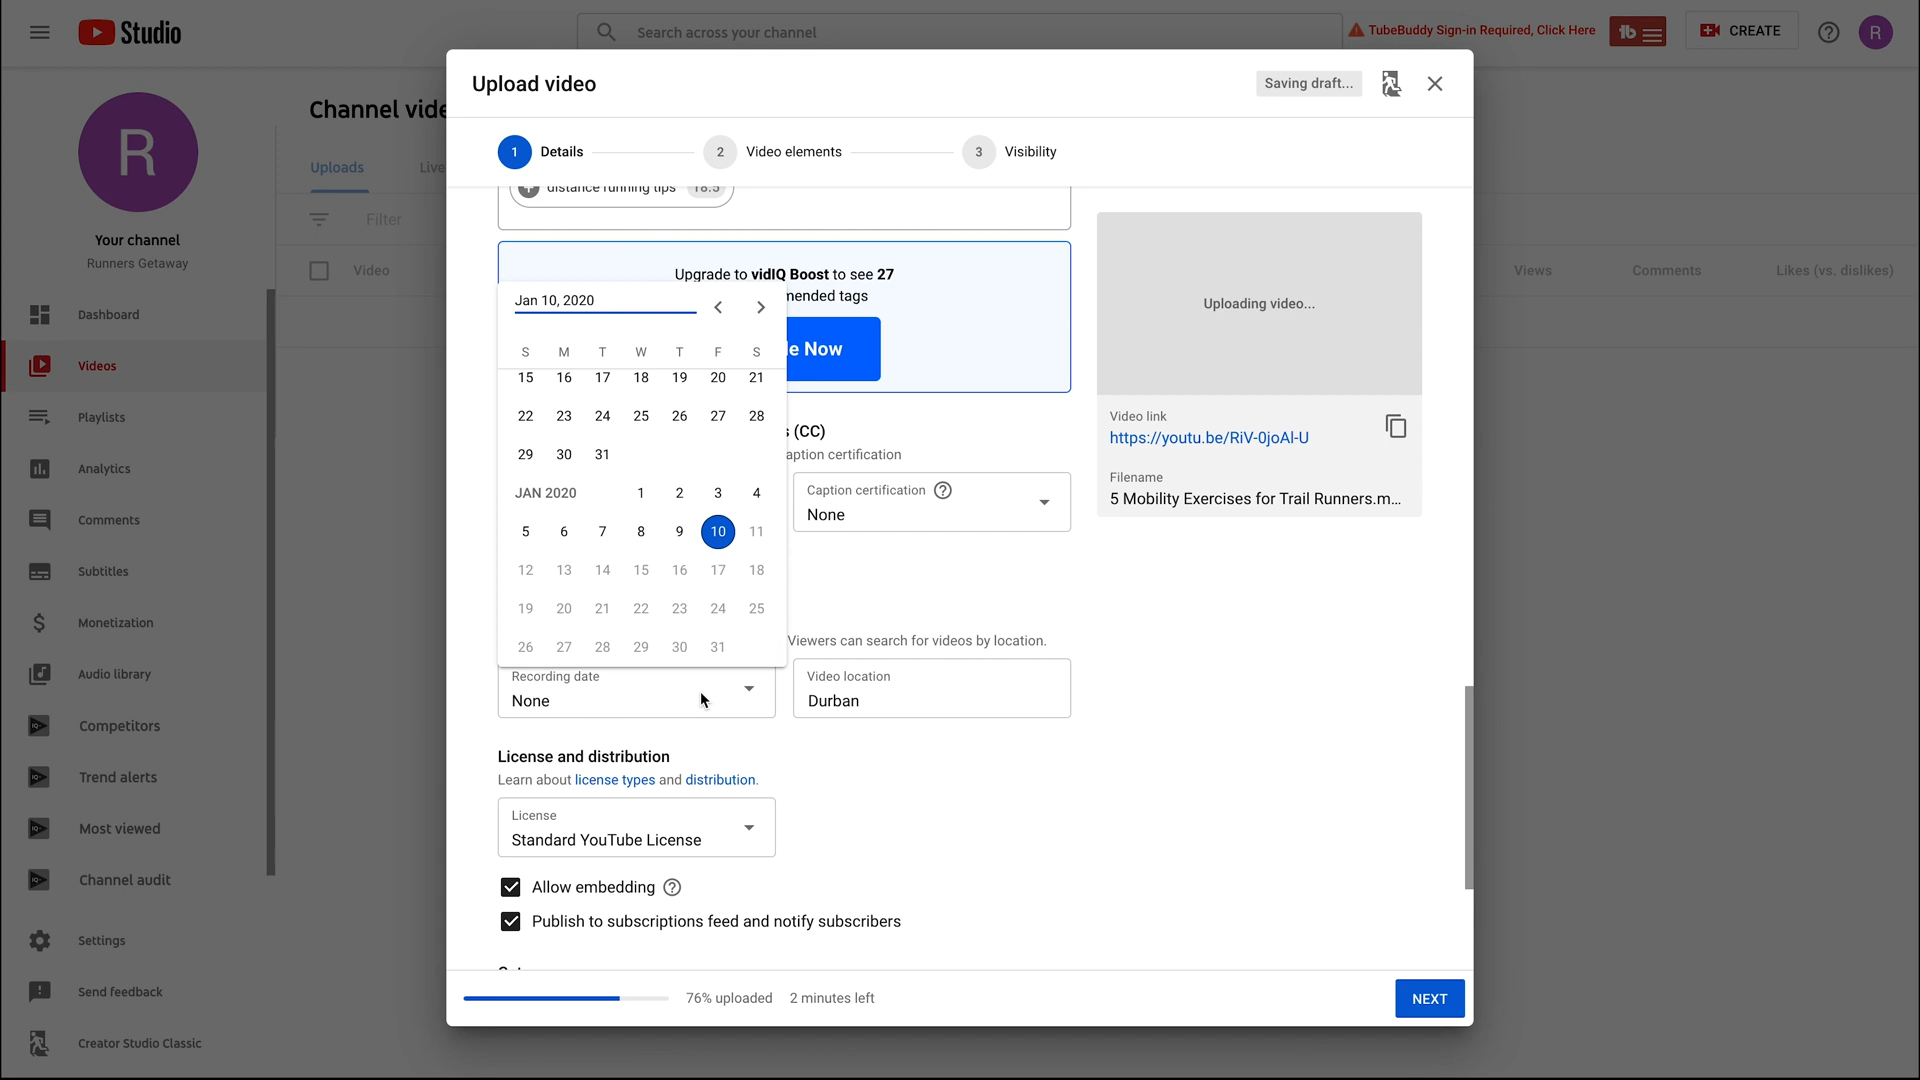 Studio
Search across your channel
TubeBuddy Sign-in Required, Click Here
tb
CREATE
R
R
Your channel
Runners Getaway
Dashboard
Videos
Playlists
Analytics
Comments
Subtitles
Monetization
Audio library
Competitors
Trend alerts
Most viewed
Channel audit
Settings
Send feedback
Creator Studio Classic
Channel vide
Uploads
Live
Filter
Video
Views
Comments
Likes (vs. dislikes)
Upload video
Saving draft...
1 Details
2 Video elements
3 Visibility
distance running tips 18.5
Upgrade to vidIQ Boost to see 27
mended tags
e Now
Jan 10, 2020
S M T W T F S
15 16 17 18 19 20 21
22 23 24 25 26 27 28
29 30 31
JAN 2020 1 2 3 4
5 6 7 8 9 10 11
12 13 14 15 16 17 18
19 20 21 22 23 24 25
26 27 28 29 30 31
(CC)
aption certification
Caption certification
None
Viewers can search for videos by location.
Recording date
None
Video location
Durban
License and distribution
Learn about license types and distribution.
License
Standard YouTube License
Allow embedding
Publish to subscriptions feed and notify subscribers
Uploading video...
Video link
https://youtu.be/RiV-0joAl-U
Filename
5 Mobility Exercises for Trail Runners.m...
76% uploaded 2 minutes left
NEXT